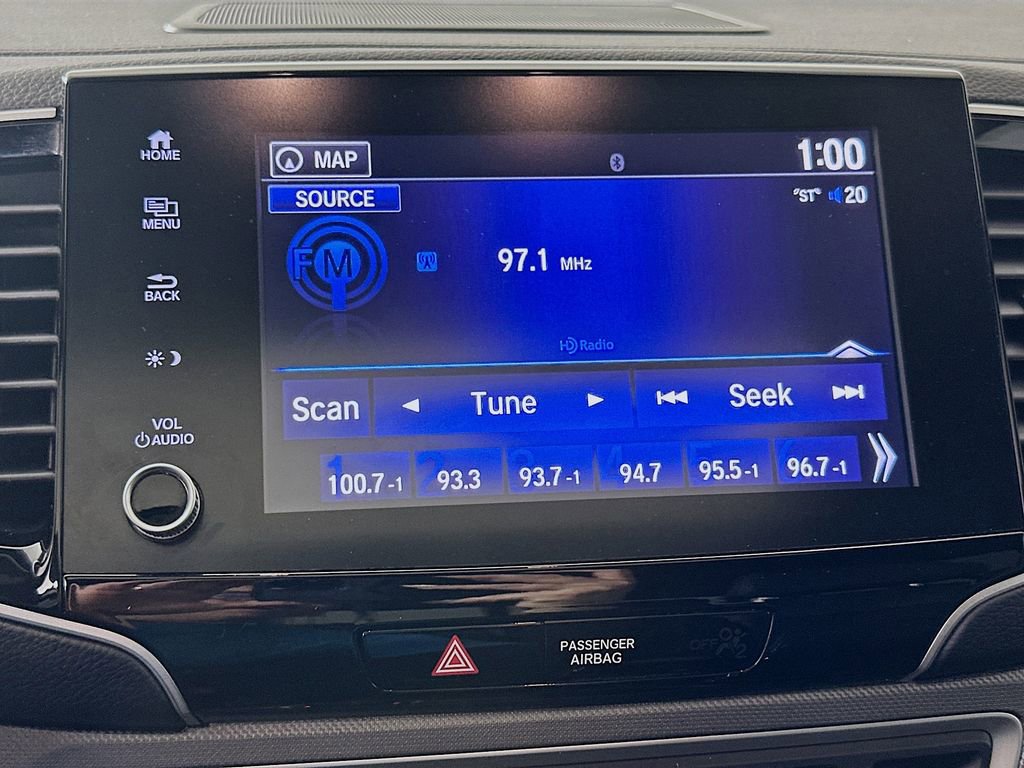 HOME
MENU
BACK
VOL
AUDIO
MAP
1:00
SOURCE
"ST" 20
FM
97.1 MHz
HD Radio
Scan Tune Seek
1 2 3 4 5 6
100.7-1 93.3 93.7-1 94.7 95.5-1 96.7-1
PASSENGER
AIRBAG
OFF